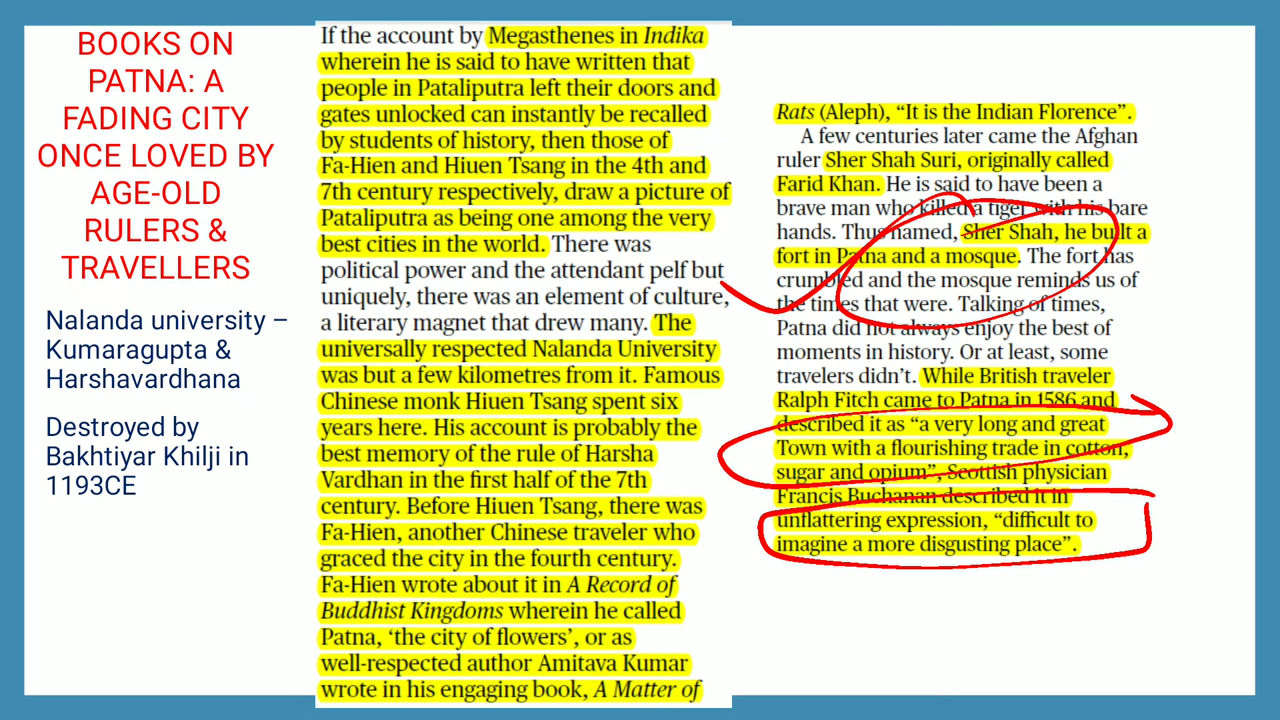 BOOKS ON
PATNA: A
FADING CITY
ONCE LOVED BY
AGE-OLD
RULERS &
TRAVELLERS
Nalanda university –
Kumaragupta &
Harshavardhana
Destroyed by
Bakhtiyar Khilji in
1193CE
If the account by Megasthenes in Indika
wherein he is said to have written that
people in Pataliputra left their doors and
gates unlocked can instantly be recalled
by students of history, then those of
Fa-Hien and Hiuen Tsang in the 4th and
7th century respectively, draw a picture of
Pataliputra as being one among the very
best cities in the world. There was
political power and the attendant pelf but
uniquely, there was an element of culture,
a literary magnet that drew many. The
universally respected Nalanda University
was but a few kilometres from it. Famous
Chinese monk Hiuen Tsang spent six
years here. His account is probably the
best memory of the rule of Harsha
Vardhan in the first half of the 7th
century. Before Hiuen Tsang, there was
Fa-Hien, another Chinese traveler who
graced the city in the fourth century.
Fa-Hien wrote about it in A Record of
Buddhist Kingdoms wherein he called
Patna, ‘the city of flowers’, or as
well-respected author Amitava Kumar
wrote in his engaging book, A Matter of
Rats (Aleph), “It is the Indian Florence”.
A few centuries later came the Afghan
ruler Sher Shah Suri, originally called
Farid Khan. He is said to have been a
brave man who killed a tiger with his bare
hands. Thus named, Sher Shah, he built a
fort in Patna and a mosque. The fort has
crumbled and the mosque reminds us of
the times that were. Talking of times,
Patna did not always enjoy the best of
moments in history. Or at least, some
travelers didn’t. While British traveler
Ralph Fitch came to Patna in 1586 and
described it as “a very long and great
Town with a flourishing trade in cotton,
sugar and opium”, Scottish physician
Francis Buchanan described it in
unflattering expression, “difficult to
imagine a more disgusting place”.